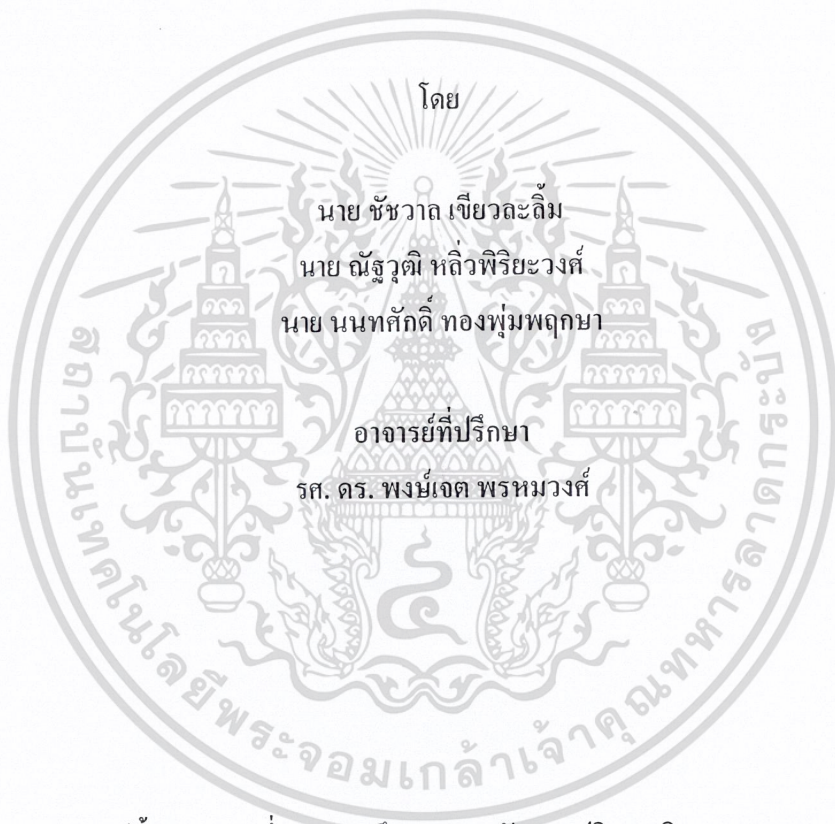 โดย
นาย ชัชวาล เขียวละลิ้ม
นาย ณัฐวุฒิ หลิ่วพิริยะวงศ์
นาย นนทศักดิ์ ทองพุ่มพฤกษา
อาจารย์ที่ปรึกษา
รศ. ดร. พงษ์เจต พรหมวงศ์
สถาบันเทคโนโลยีพระจอมเกล้าเจ้าคุณทหารลาดกระบัง